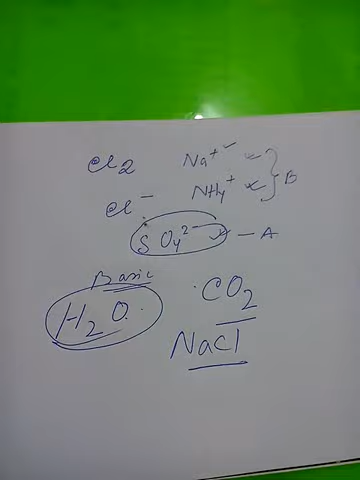 Cl2 Na+
Cl− NH4+ } B
SO4^2− — A
Basic
H2O. CO2
NaCl